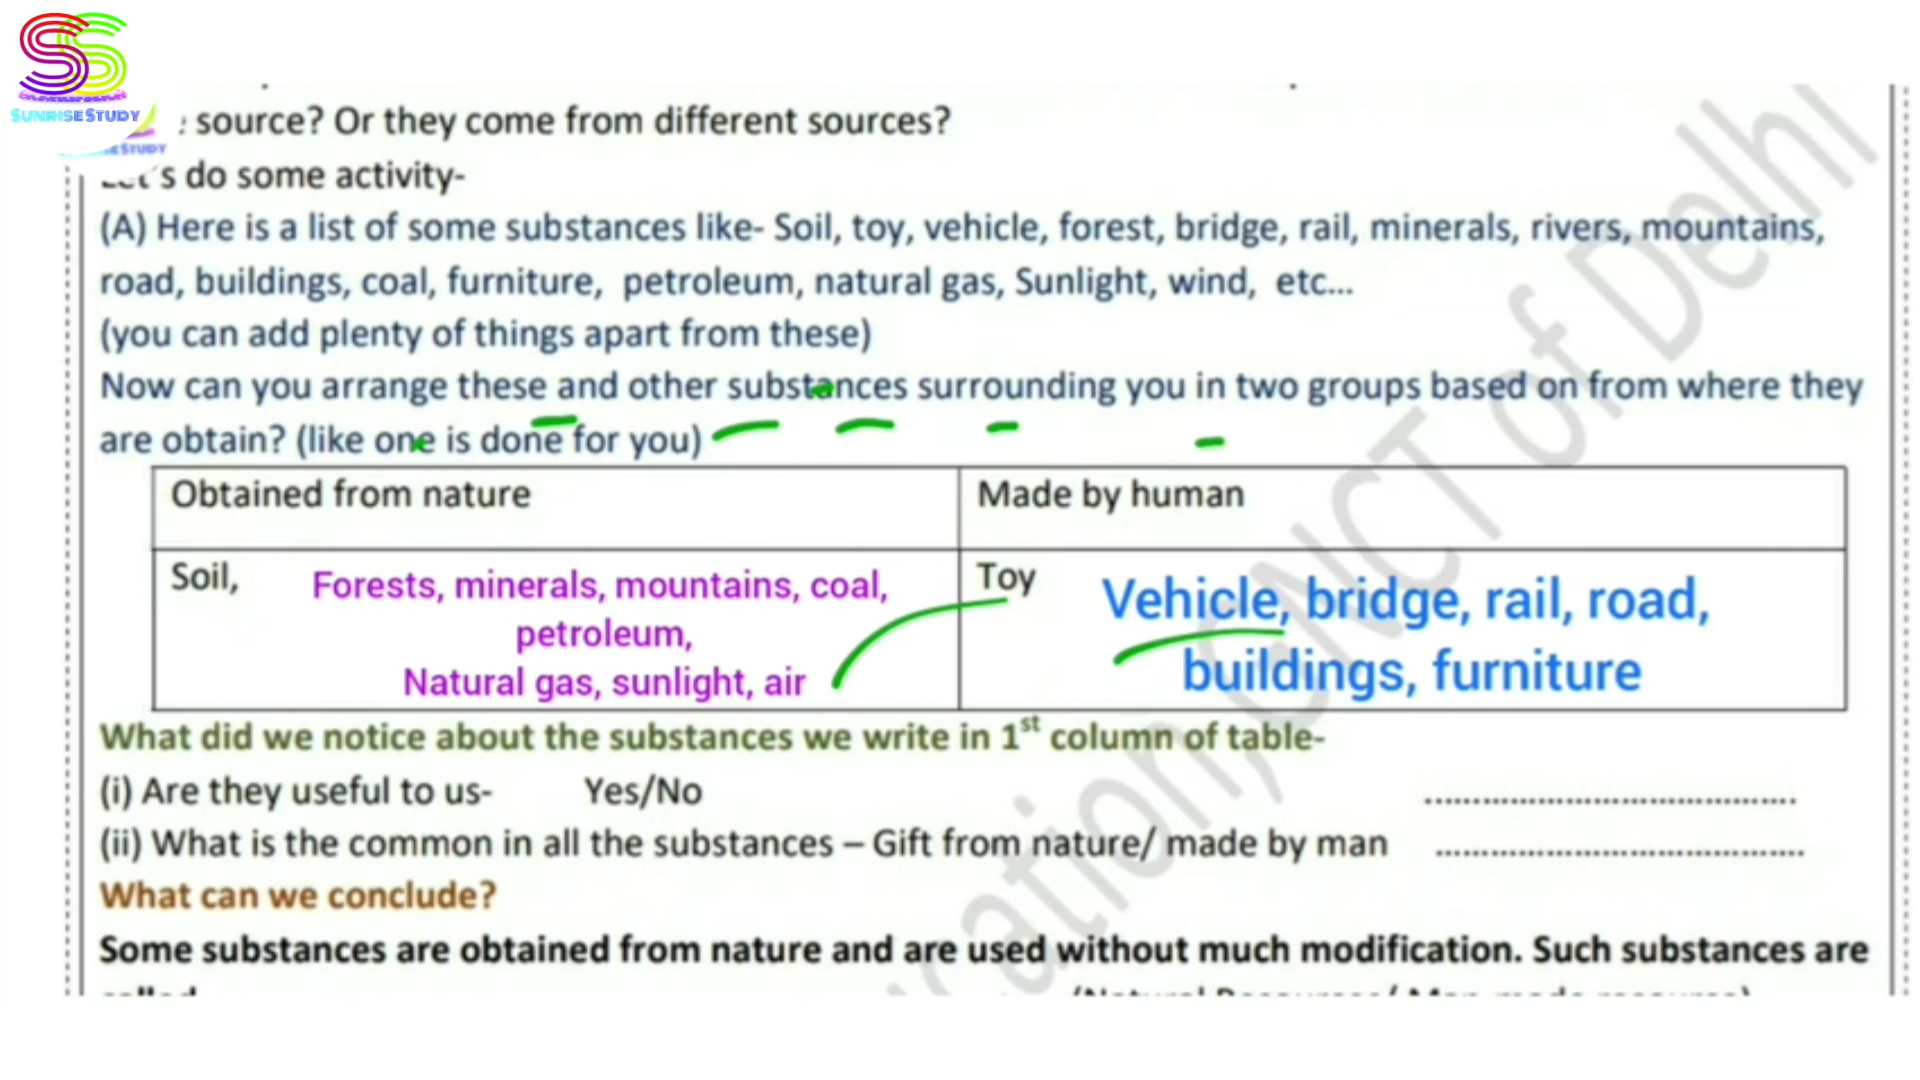 SUNRISESTUDY
source? Or they come from different sources?
Let's do some activity-
(A) Here is a list of some substances like- Soil, toy, vehicle, forest, bridge, rail, minerals, rivers, mountains,
road, buildings, coal, furniture, petroleum, natural gas, Sunlight, wind, etc...
(you can add plenty of things apart from these)
Now can you arrange these and other substances surrounding you in two groups based on from where they
are obtain? (like one is done for you)
Obtained from nature
Made by human
Soil,
Forests, minerals, mountains, coal,
petroleum,
Natural gas, sunlight, air
Toy
Vehicle, bridge, rail, road,
buildings, furniture
What did we notice about the substances we write in 1st column of table-
(i) Are they useful to us- Yes/No ........................................
(ii) What is the common in all the substances – Gift from nature/ made by man ........................................
What can we conclude?
Some substances are obtained from nature and are used without much modification. Such substances are
GNCT of Delhi